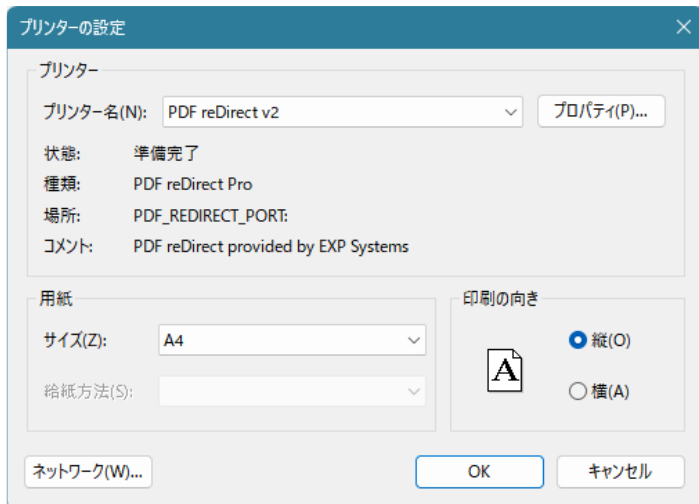 プリンターの設定
プリンター
プリンター名(N): PDF reDirect v2 プロパティ(P)...
状態: 準備完了
種類: PDF reDirect Pro
場所: PDF_REDIRECT_PORT:
コメント: PDF reDirect provided by EXP Systems
用紙
サイズ(Z): A4
給紙方法(S):
印刷の向き
A
縦(O)
横(A)
ネットワーク(W)... OK キャンセル